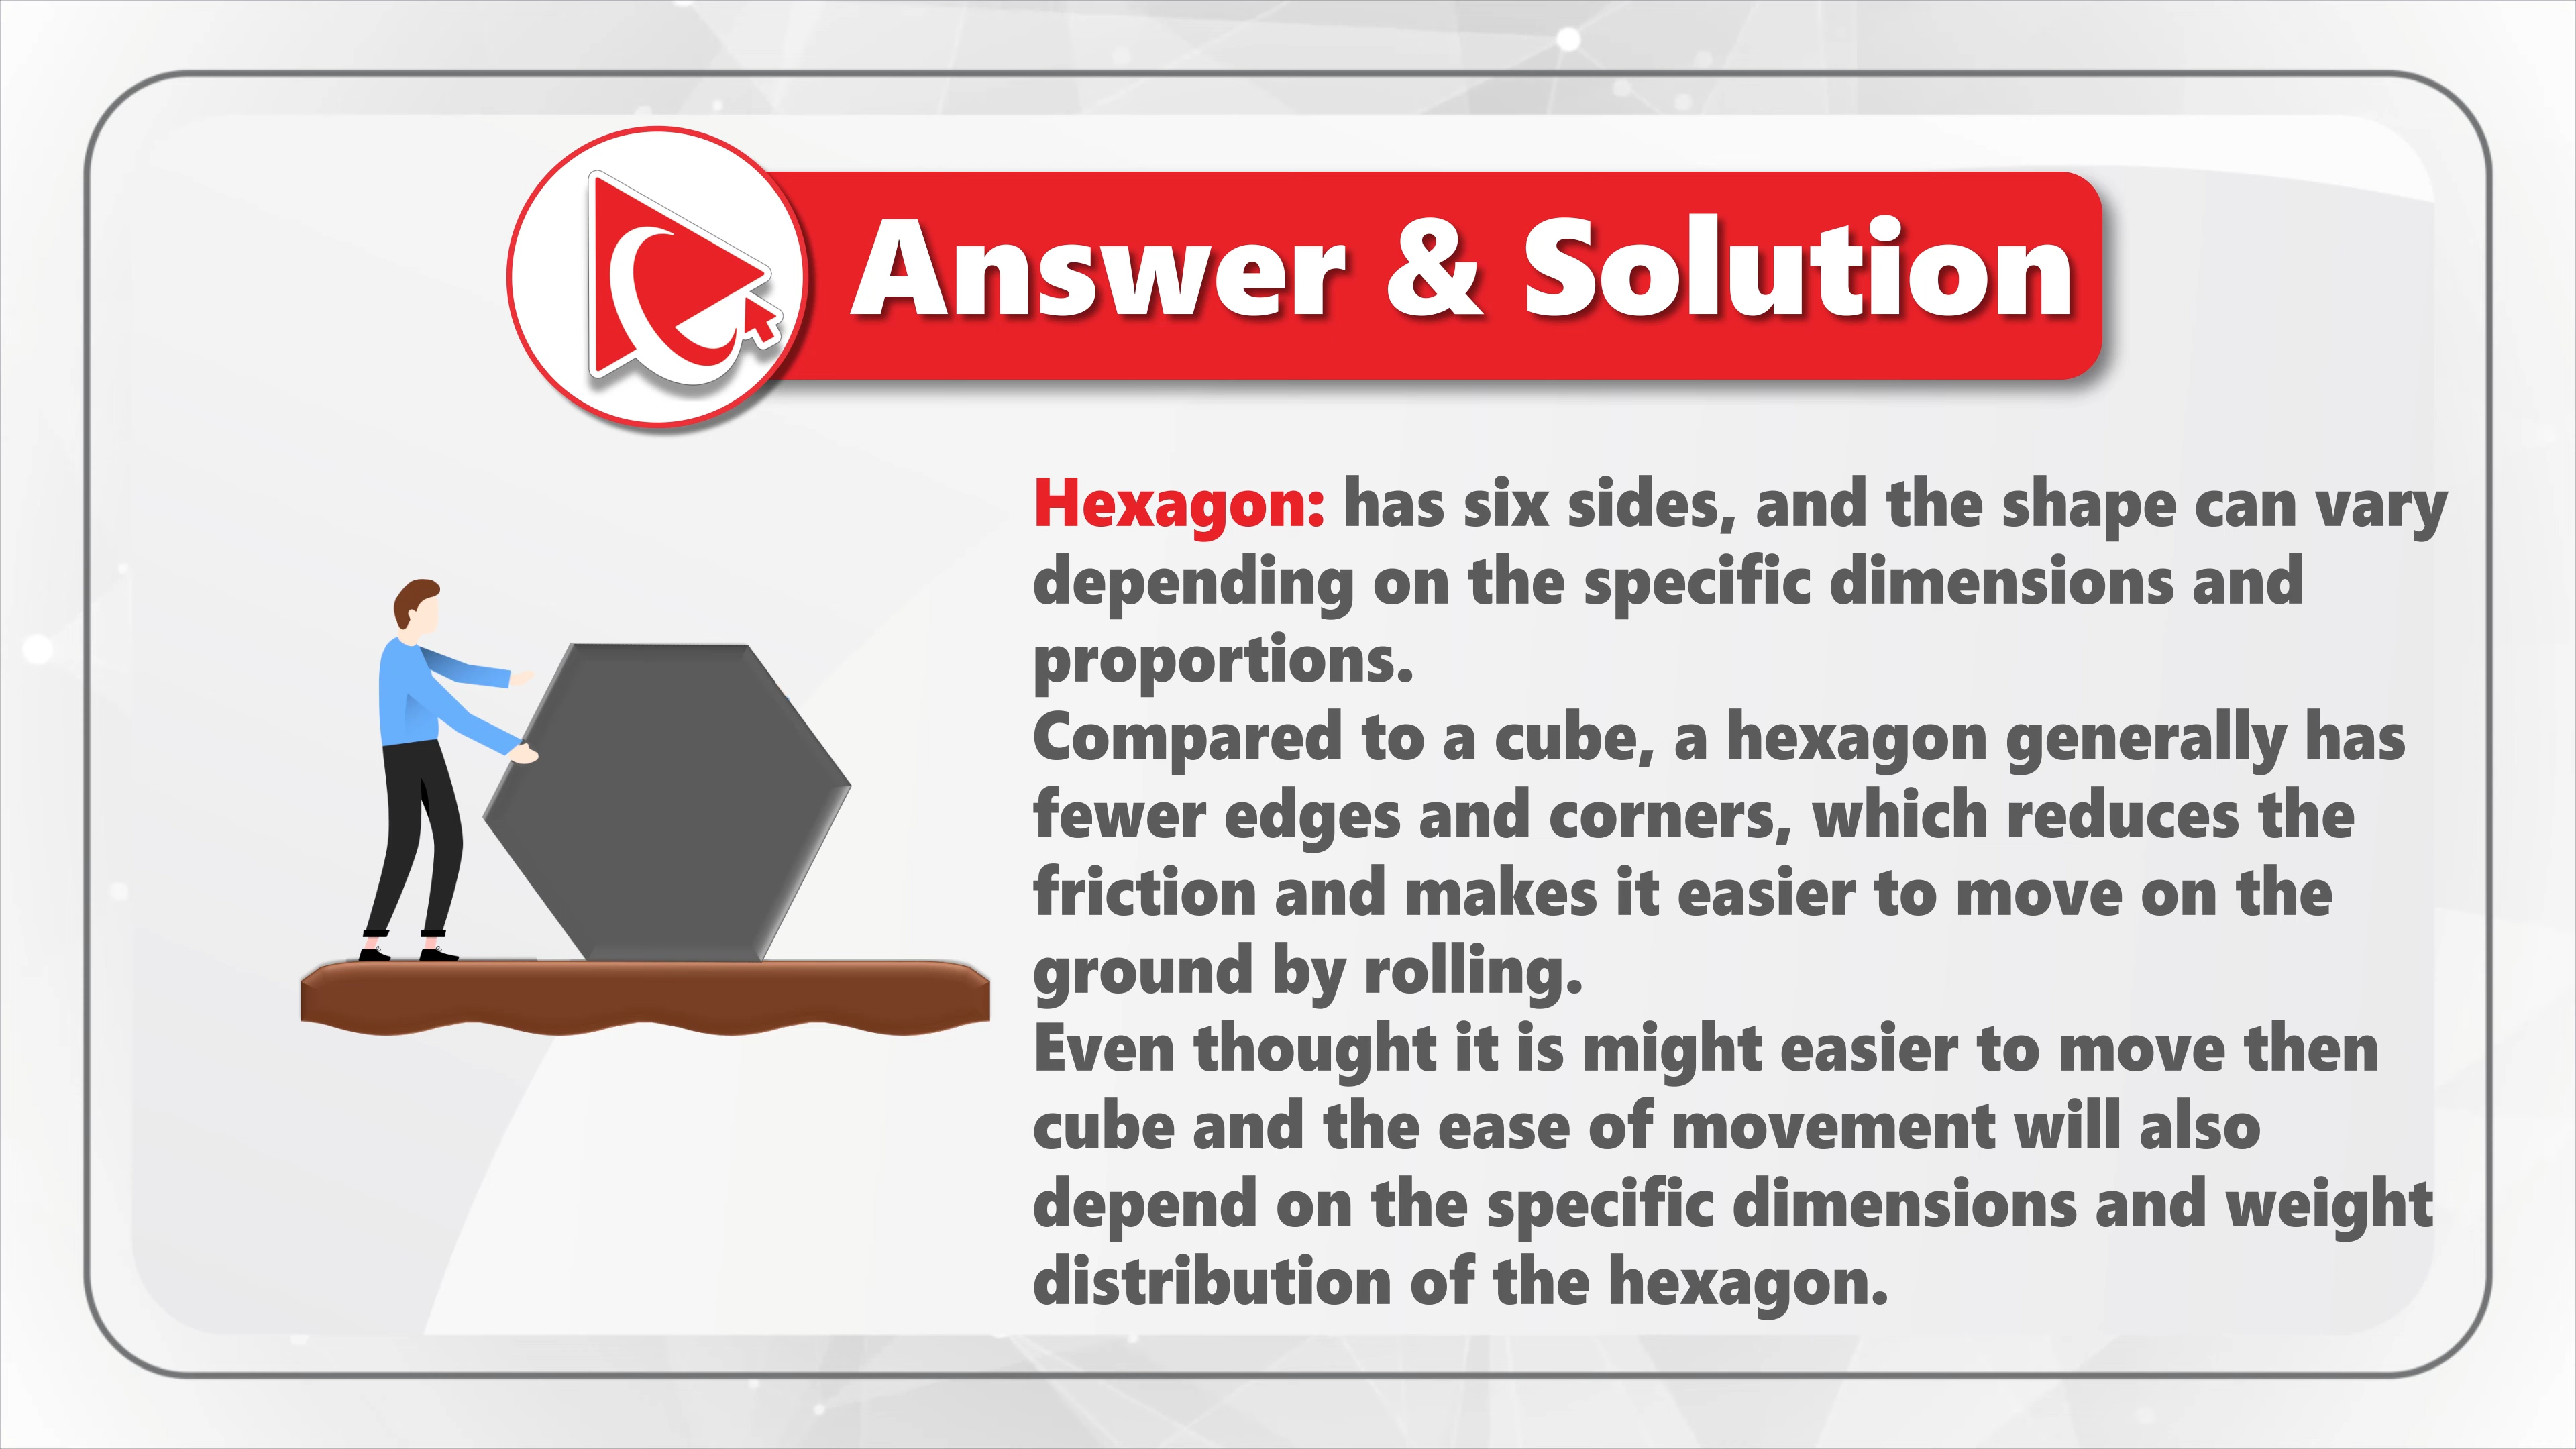 Answer & Solution
Hexagon: has six sides, and the shape can vary
depending on the specific dimensions and
proportions.
Compared to a cube, a hexagon generally has
fewer edges and corners, which reduces the
friction and makes it easier to move on the
ground by rolling.
Even thought it is might easier to move then
cube and the ease of movement will also
depend on the specific dimensions and weight
distribution of the hexagon.